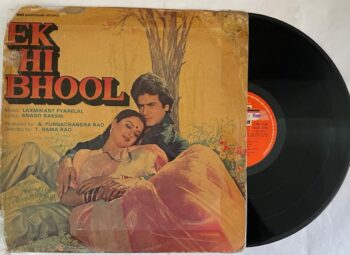 EK
HI
BHOOL
Music: LAXMIKANT PYARELAL
Lyrics: ANAND BAKSHI
Produced by: A. PURNACHANDRA RAO
Directed by: T. RAMA RAO